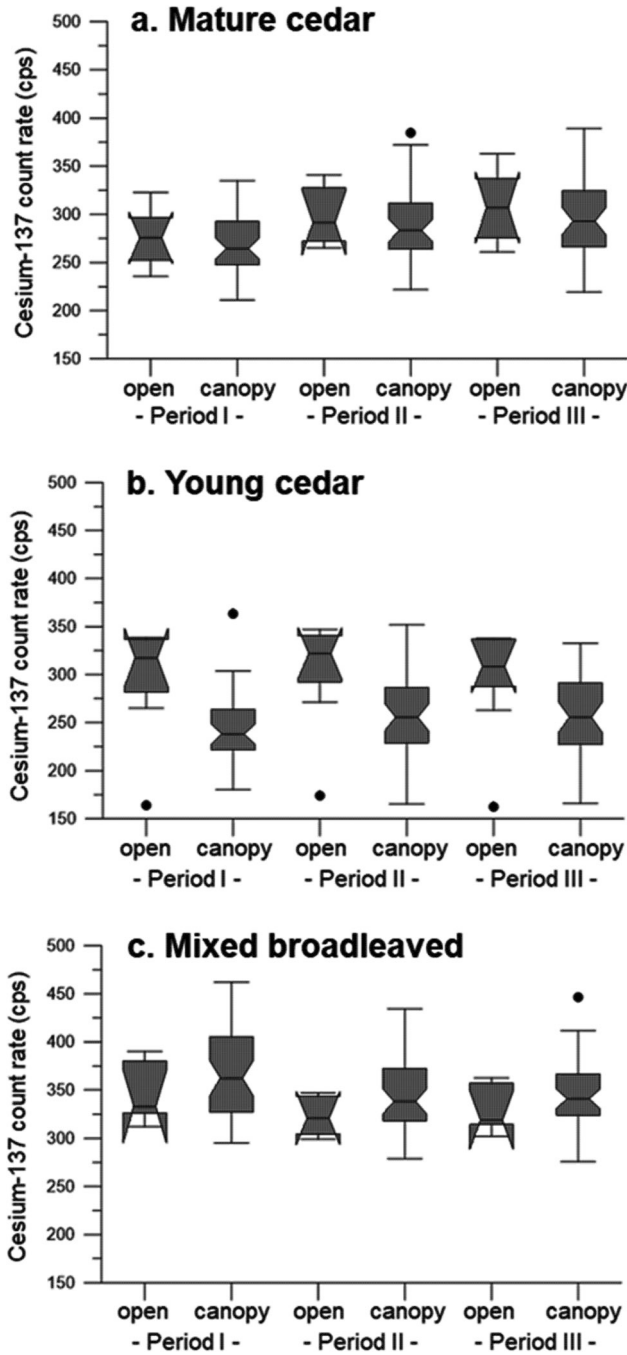 a. Mature cedar
Cesium-137 count rate (cps)
500
450
400
350
300
250
200
150
open canopy open canopy open canopy
- Period I - - Period II - - Period III -
b. Young cedar
Cesium-137 count rate (cps)
500
450
400
350
300
250
200
150
open canopy open canopy open canopy
- Period I - - Period II - - Period III -
c. Mixed broadleaved
Cesium-137 count rate (cps)
500
450
400
350
300
250
200
150
open canopy open canopy open canopy
- Period I - - Period II - - Period III -